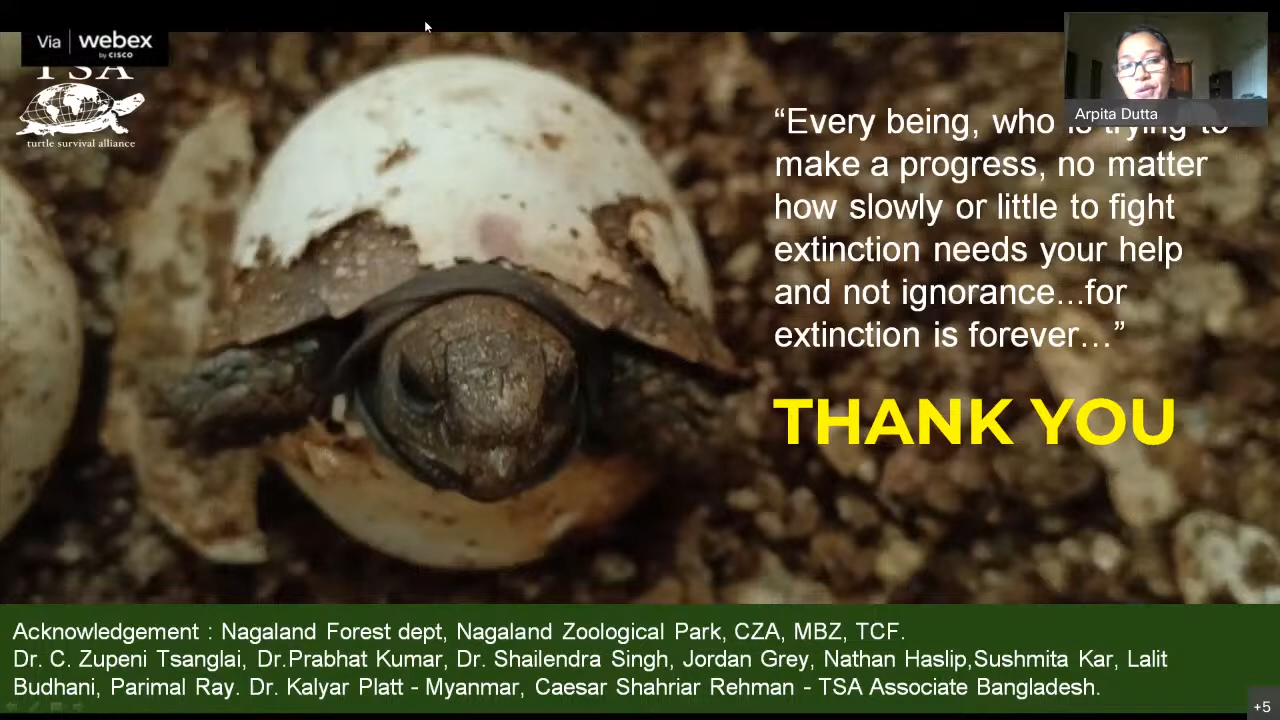 Via webex
by CISCO
TSA
turtle survival alliance
Arpita Dutta
“Every being, who is trying to
make a progress, no matter
how slowly or little to fight
extinction needs your help
and not ignorance...for
extinction is forever…”
THANK YOU
Acknowledgement : Nagaland Forest dept, Nagaland Zoological Park, CZA, MBZ, TCF.
Dr. C. Zupeni Tsanglai, Dr.Prabhat Kumar, Dr. Shailendra Singh, Jordan Grey, Nathan Haslip,Sushmita Kar, Lalit
Budhani, Parimal Ray. Dr. Kalyar Platt - Myanmar, Caesar Shahriar Rehman - TSA Associate Bangladesh.
+5